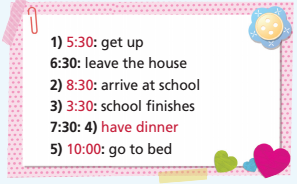 1) 5:30: get up
6:30: leave the house
2) 8:30: arrive at school
3) 3:30: school finishes
7:30: 4) have dinner
5) 10:00: go to bed